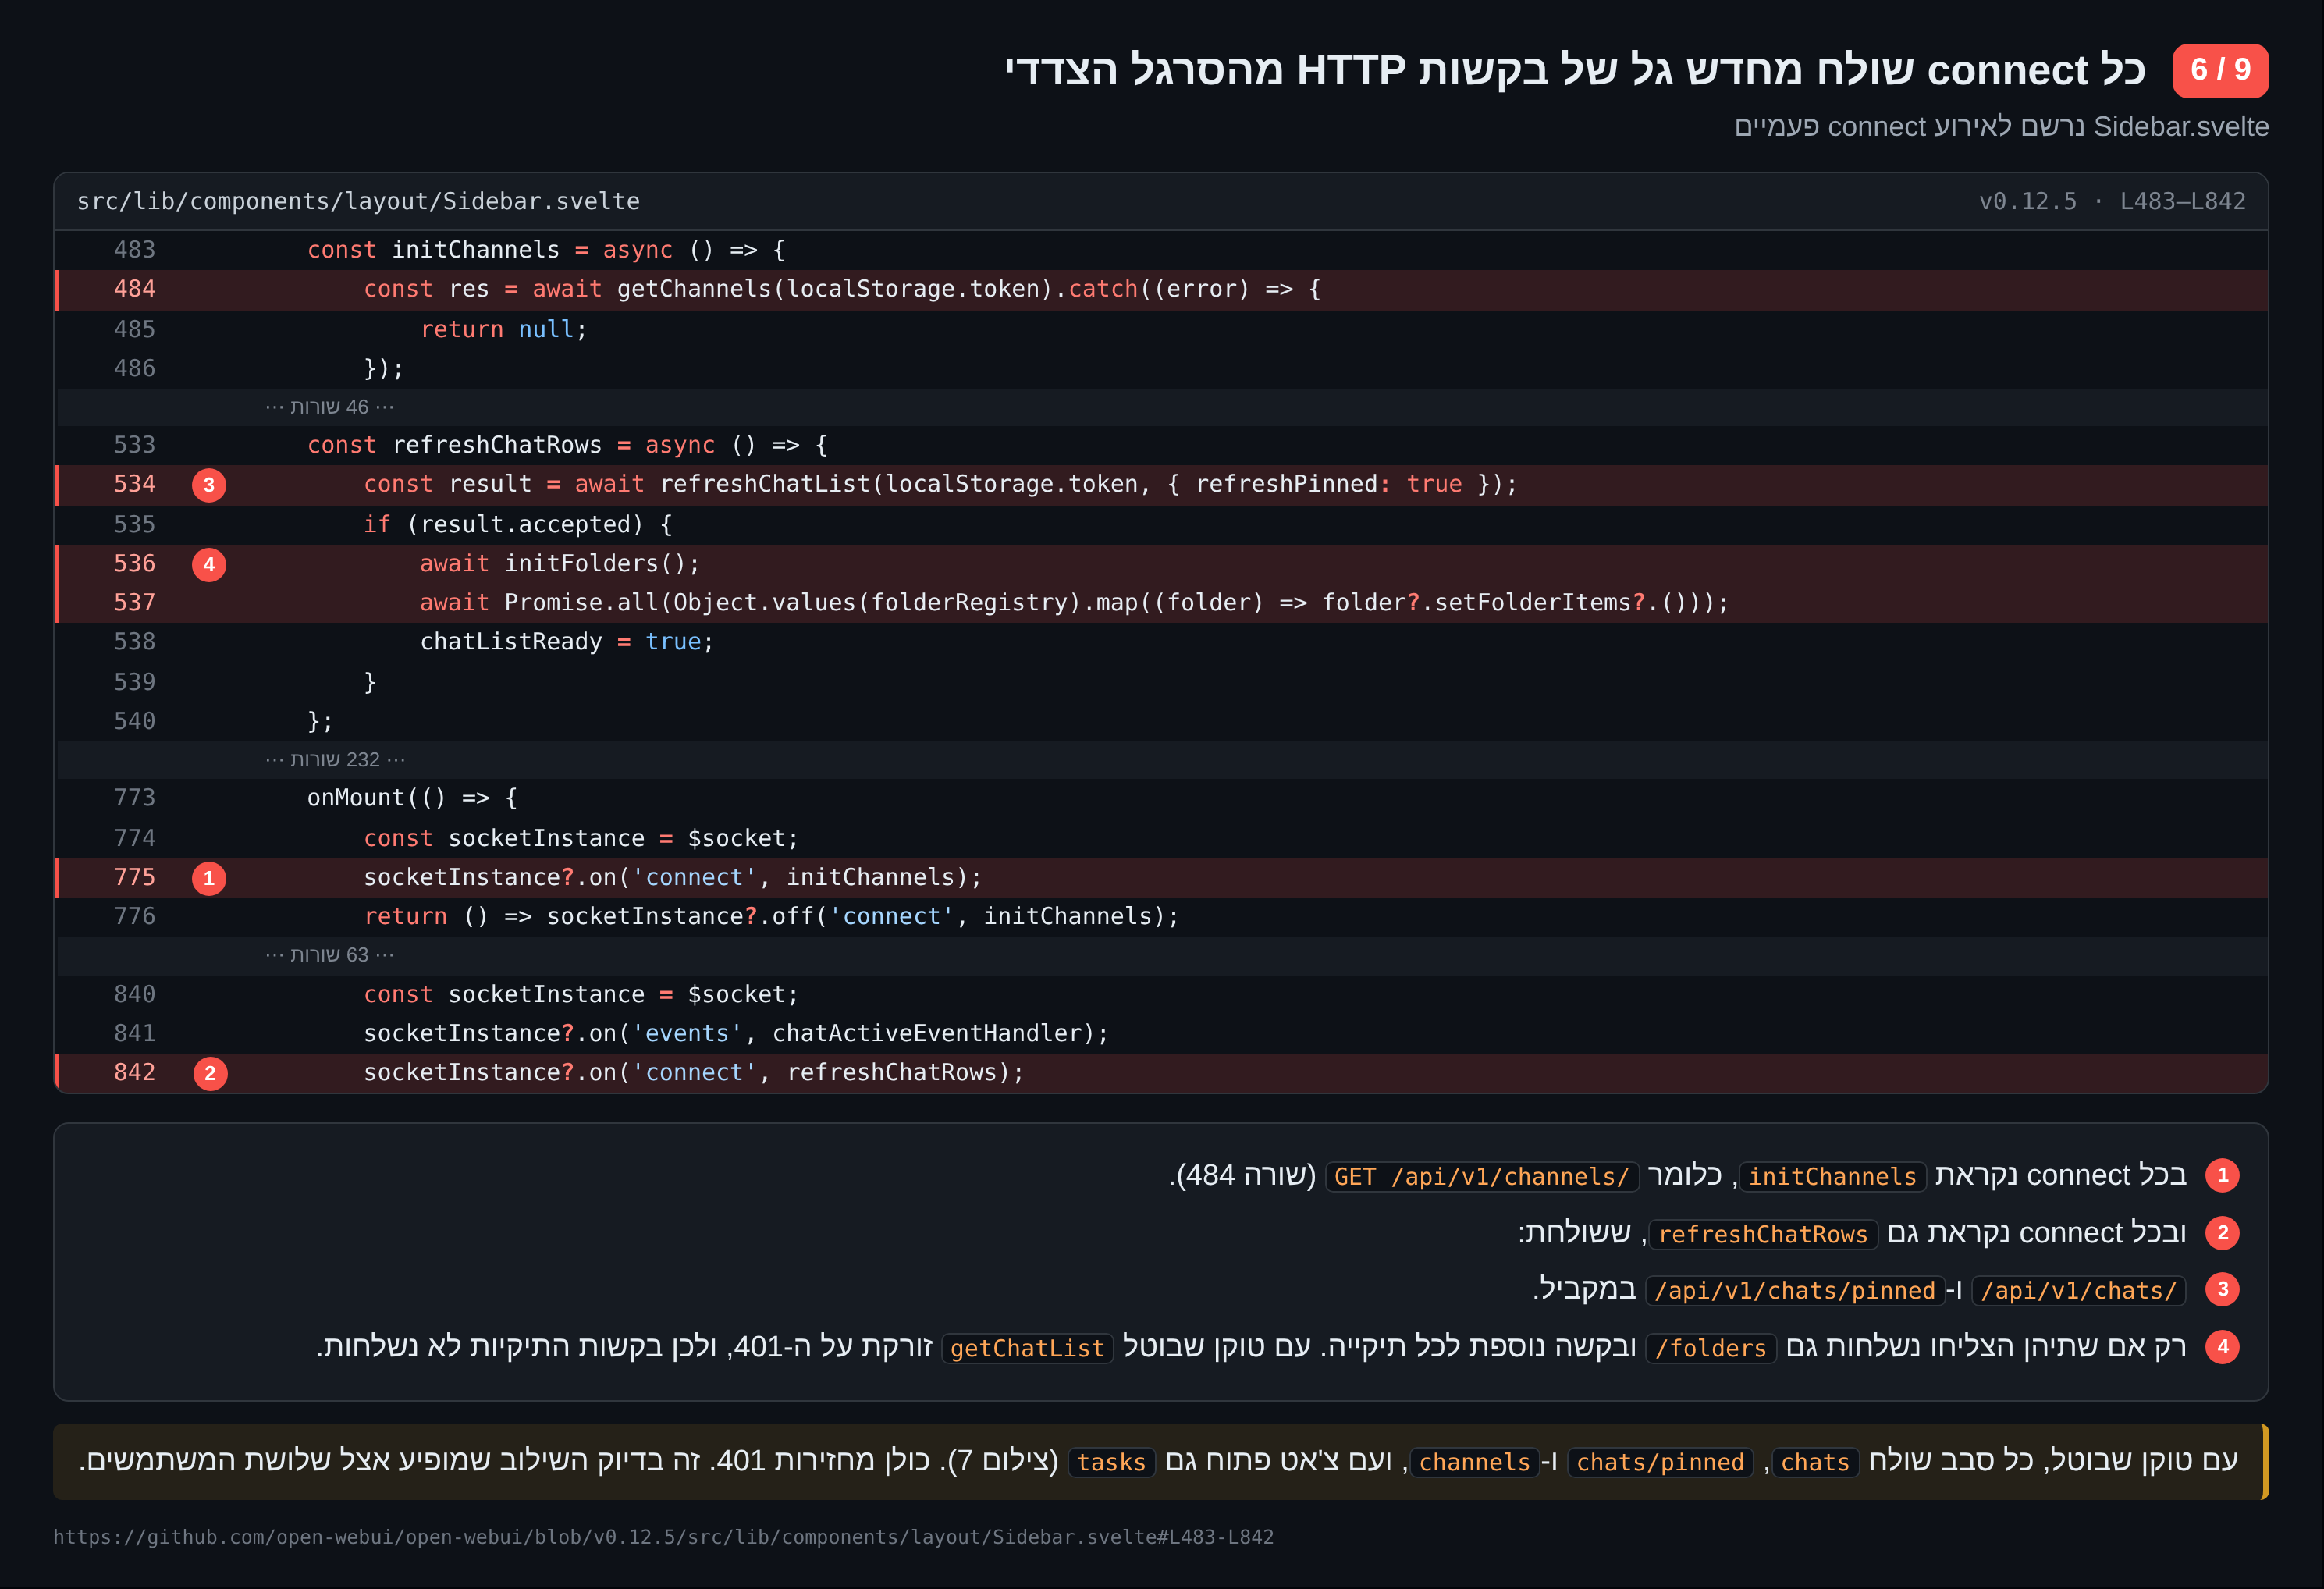 6 / 9 כל connect שולח מחדש גל של בקשות HTTP מהסרגל הצדדי
Sidebar.svelte נרשם לאירוע connect פעמיים
src/lib/components/layout/Sidebar.svelte v0.12.5 · L483–L842
483 const initChannels = async () => {
484 const res = await getChannels(localStorage.token).catch((error) => {
485 return null;
486 });
··· 46 שורות ···
533 const refreshChatRows = async () => {
534 3 const result = await refreshChatList(localStorage.token, { refreshPinned: true });
535 if (result.accepted) {
536 4 await initFolders();
537 await Promise.all(Object.values(folderRegistry).map((folder) => folder?.setFolderItems?.()));
538 chatListReady = true;
539 }
540 };
··· 232 שורות ···
773 onMount(() => {
774 const socketInstance = $socket;
775 1 socketInstance?.on('connect', initChannels);
776 return () => socketInstance?.off('connect', initChannels);
··· 63 שורות ···
840 const socketInstance = $socket;
841 socketInstance?.on('events', chatActiveEventHandler);
842 2 socketInstance?.on('connect', refreshChatRows);
1 בכל connect נקראת initChannels, כלומר GET /api/v1/channels/ (שורה 484).
2 ובכל connect נקראת גם refreshChatRows, ששולחת:
3 /api/v1/chats/ ו-/api/v1/chats/pinned במקביל.
4 רק אם שתיהן הצליחו נשלחות גם /folders ובקשה נוספת לכל תיקייה. עם טוקן שבוטל getChatList זורקת על ה-401, ולכן בקשות התיקיות לא נשלחות.
עם טוקן שבוטל, כל סבב שולח chats, chats/pinned ו-channels, ועם צ'אט פתוח גם tasks (צילום 7). כולן מחזירות 401. זה בדיוק השילוב שמופיע אצל שלושת המשתמשים.
https://github.com/open-webui/open-webui/blob/v0.12.5/src/lib/components/layout/Sidebar.svelte#L483-L842